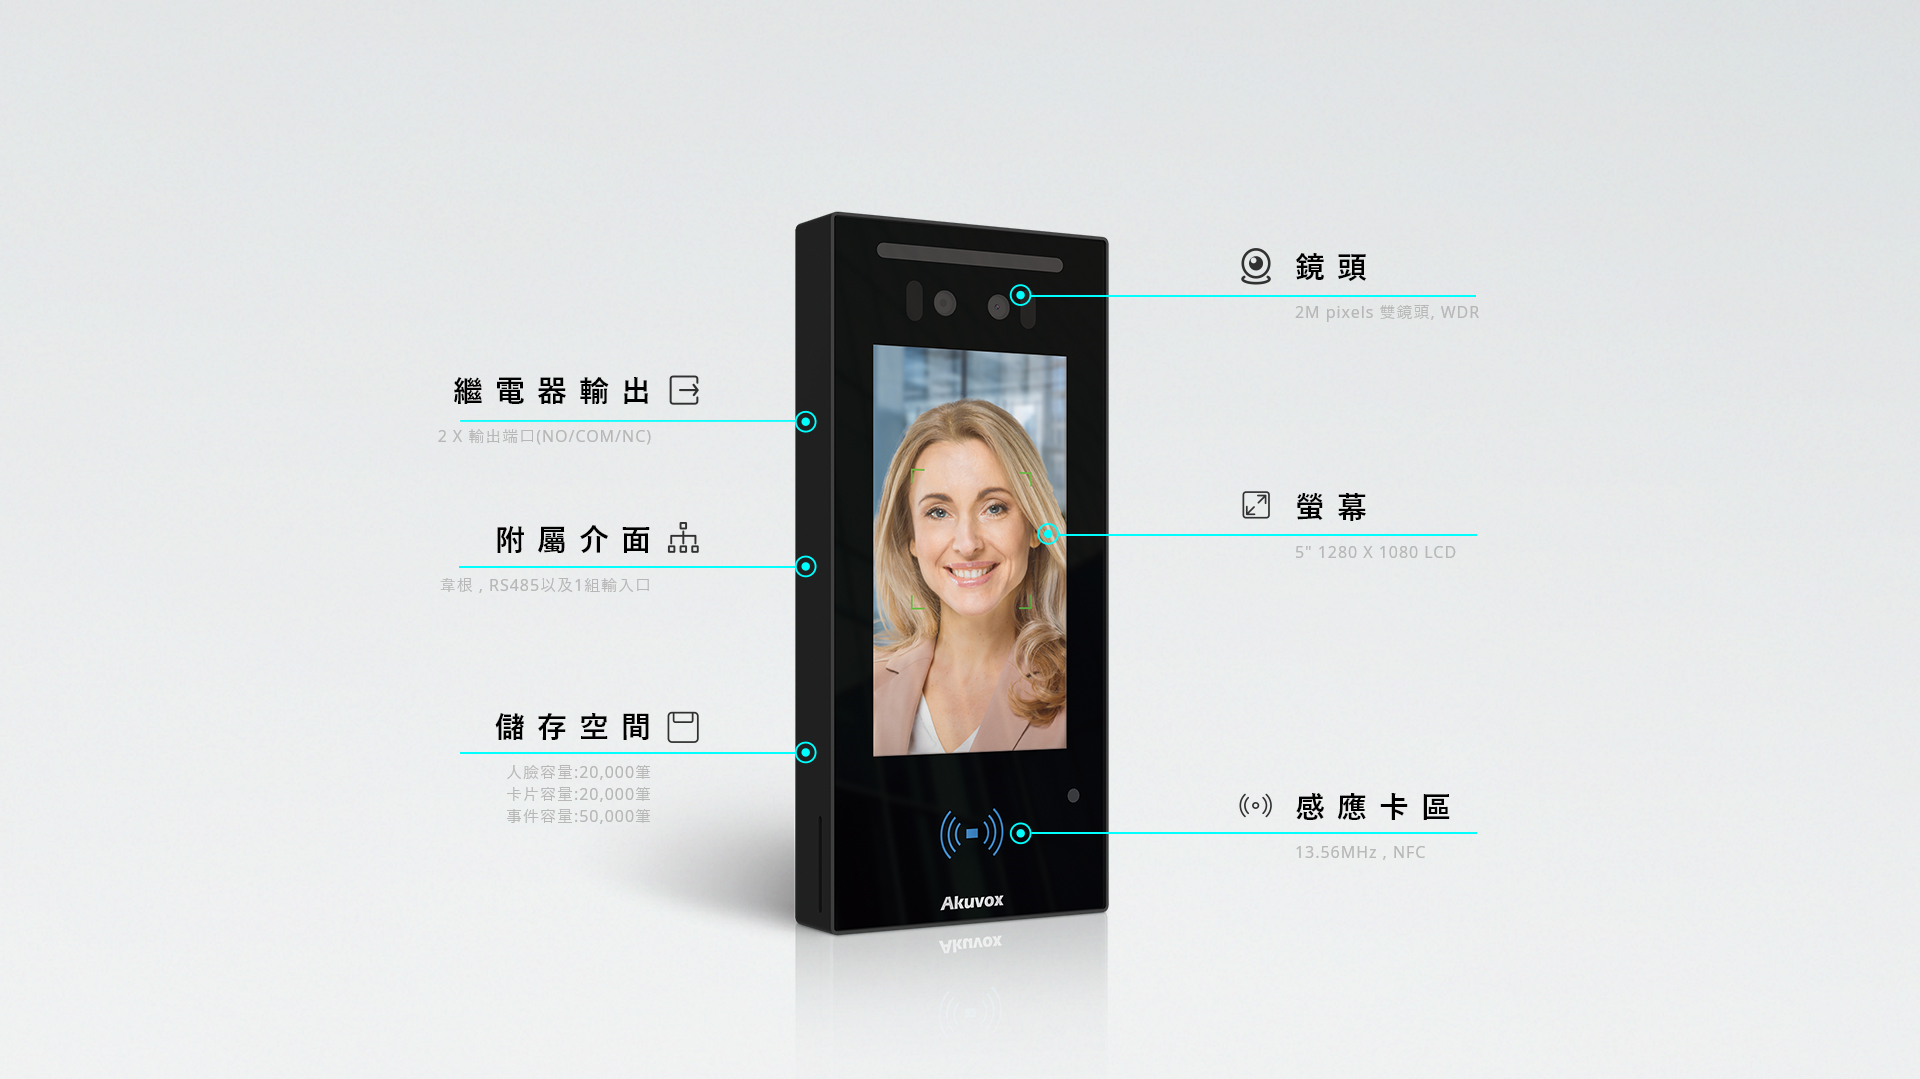 鏡頭
2M pixels 雙鏡頭, WDR
繼電器輸出
2 X 輸出端口(NO/COM/NC)
螢幕
5" 1280 X 1080 LCD
附屬介面
韋根 , RS485以及1組輸入口
儲存空間
人臉容量:20,000筆
卡片容量:20,000筆
事件容量:50,000筆
感應卡區
13.56MHz , NFC
Akuvox